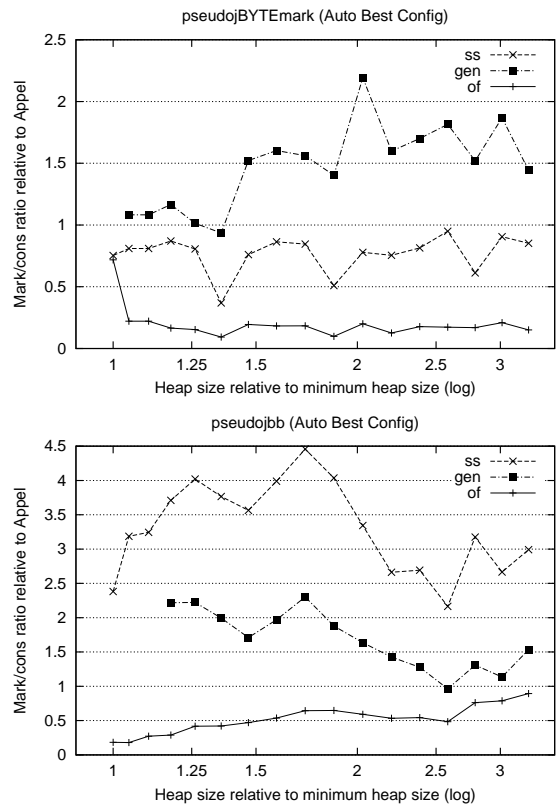 pseudojBYTEmark (Auto Best Config)
2.5
2
1.5
1
0.5
0
Mark/cons ratio relative to Appel
ss
gen
of
1 1.25 1.5 2 2.5 3
Heap size relative to minimum heap size (log)
pseudojbb (Auto Best Config)
4.5
4
3.5
3
2.5
2
1.5
1
0.5
0
Mark/cons ratio relative to Appel
ss
gen
of
1 1.25 1.5 2 2.5 3
Heap size relative to minimum heap size (log)